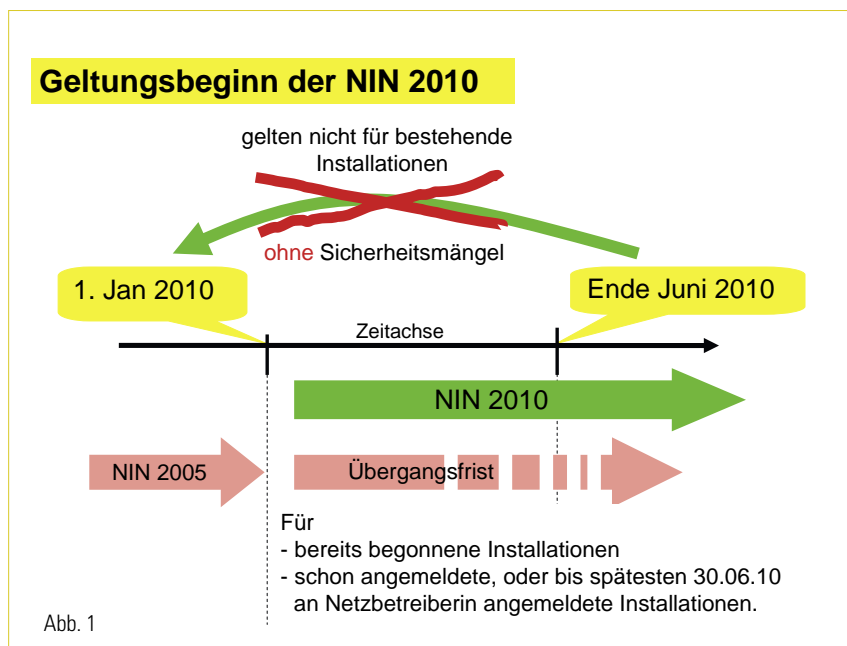 Geltungsbeginn der NIN 2010
gelten nicht für bestehende
Installationen
ohne Sicherheitsmängel
1. Jan 2010
Ende Juni 2010
Zeitachse
NIN 2010
NIN 2005
Übergangsfrist
Für
- bereits begonnene Installationen
- schon angemeldete, oder bis spätesten 30.06.10
an Netzbetreiberin angemeldete Installationen.
Abb. 1